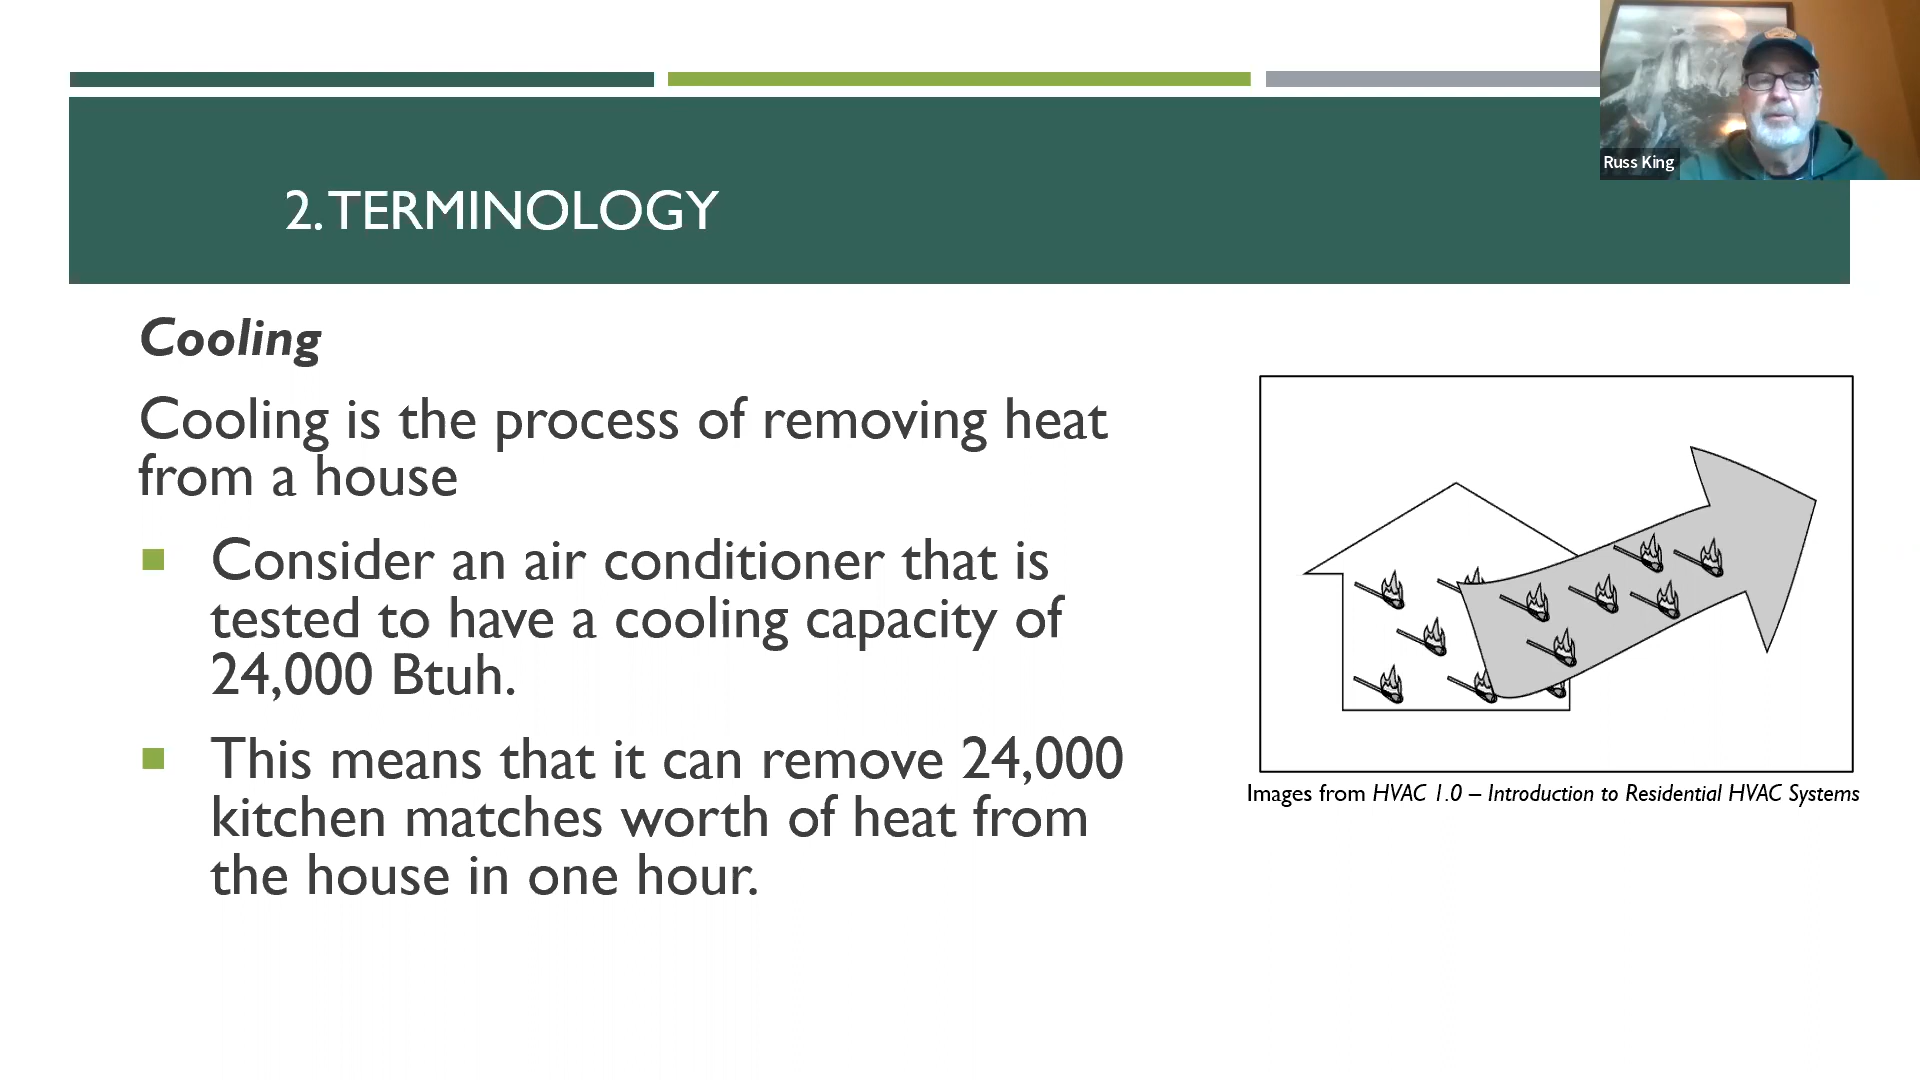 Russ King
2. TERMINOLOGY
Cooling
Cooling is the process of removing heat
from a house
Consider an air conditioner that is
tested to have a cooling capacity of
24,000 Btuh.
This means that it can remove 24,000
kitchen matches worth of heat from
the house in one hour.
Images from HVAC 1.0 – Introduction to Residential HVAC Systems